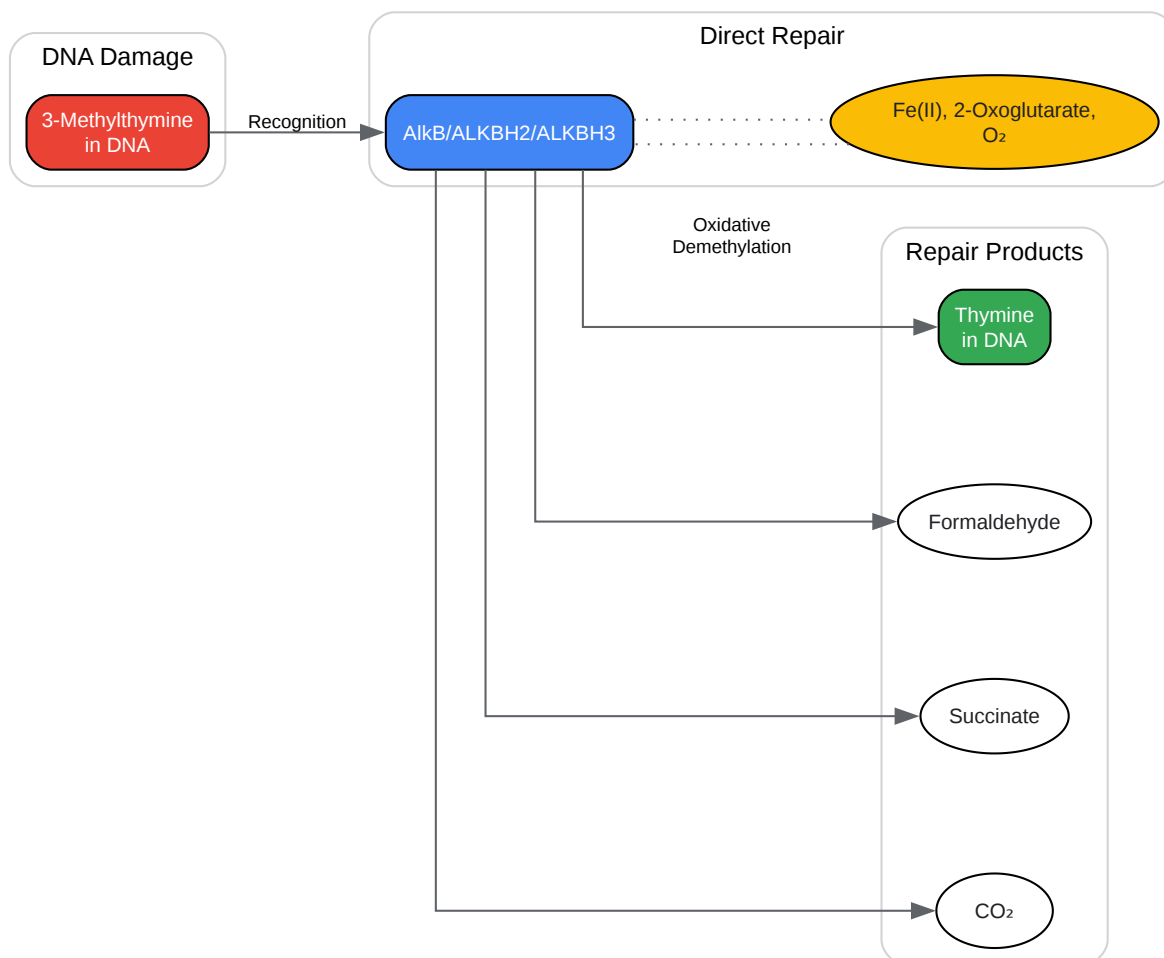 DNA Damage
3-Methylthymine
in DNA
Recognition
Direct Repair
AlkB/ALKBH2/ALKBH3
Fe(II), 2-Oxoglutarate,
O₂
Oxidative
Demethylation
Repair Products
Thymine
in DNA
Formaldehyde
Succinate
CO₂